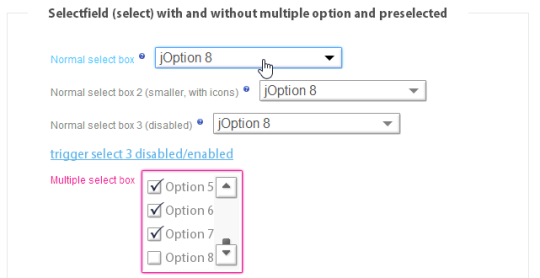 Selectfield (select) with and without multiple option and preselected
Normal select box ? jOption 8
Normal select box 2 (smaller, with icons) ? jOption 8
Normal select box 3 (disabled) ? jOption 8
trigger select 3 disabled/enabled
Multiple select box
Option 5
Option 6
Option 7
Option 8